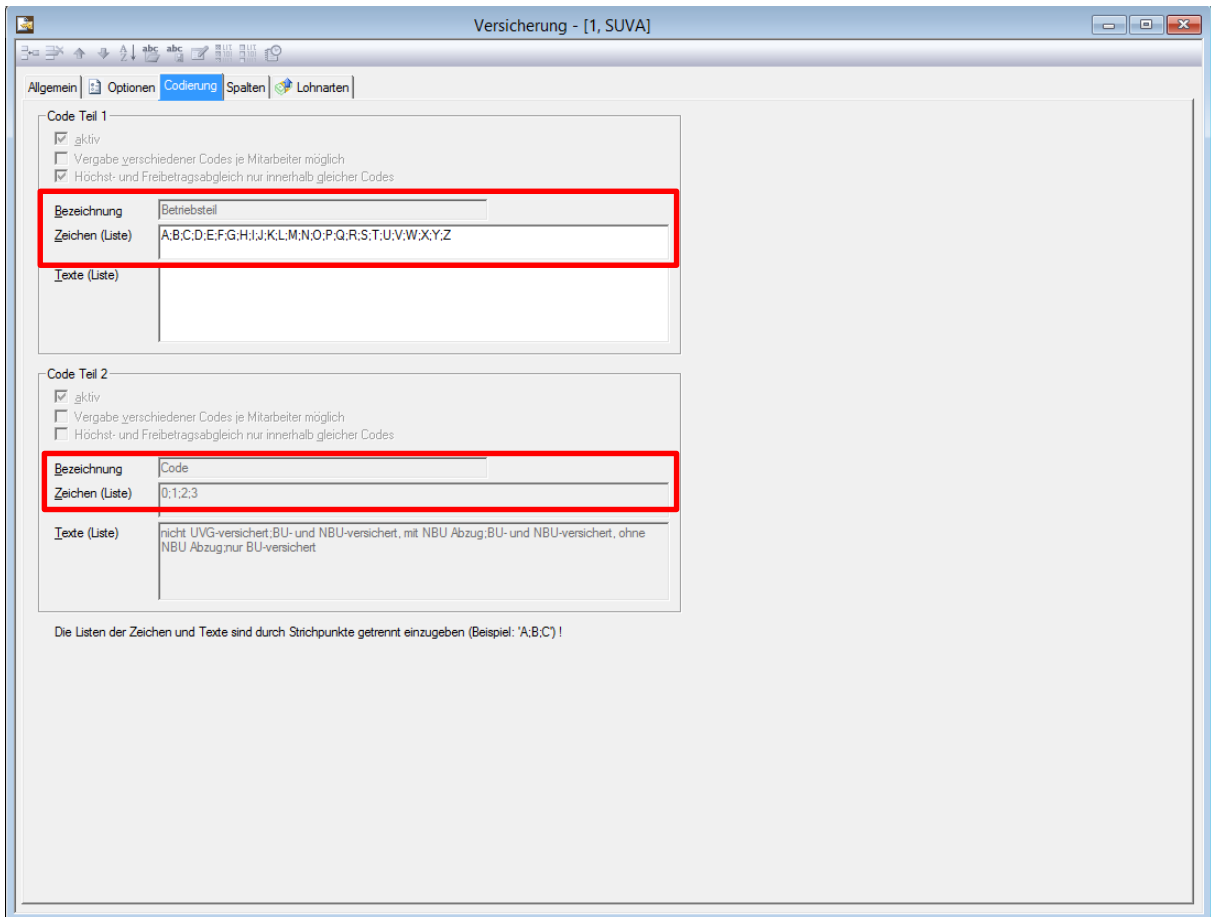 Versicherung - [1, SUVA]
Allgemein Optionen Codierung Spalten Lohnarten
Code Teil 1
aktiv
Vergabe verschiedener Codes je Mitarbeiter möglich
Höchst- und Freibetragsabgleich nur innerhalb gleicher Codes
Bezeichnung Betriebsteil
Zeichen (Liste) A;B;C;D;E;F;G;H;I;J;K;L;M;N;O;P;Q;R;S;T;U;V;W;X;Y;Z
Texte (Liste)
Code Teil 2
aktiv
Vergabe verschiedener Codes je Mitarbeiter möglich
Höchst- und Freibetragsabgleich nur innerhalb gleicher Codes
Bezeichnung Code
Zeichen (Liste) 0;1;2;3
Texte (Liste) nicht UVG-versichert;BU- und NBU-versichert, mit NBU Abzug;BU- und NBU-versichert, ohne
NBU Abzug;nur BU-versichert
Die Listen der Zeichen und Texte sind durch Strichpunkte getrennt einzugeben (Beispiel: 'A;B;C') !